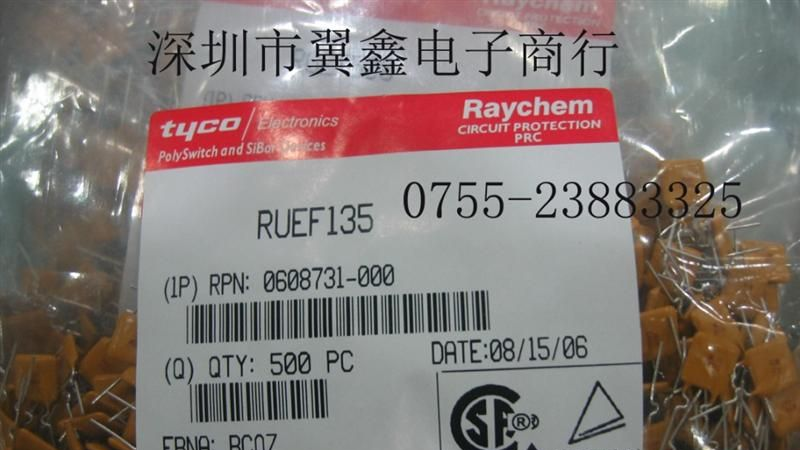 深圳市翼鑫电子商行
tyco / Electronics
PolySwitch and SiBar Devices
Raychem
CIRCUIT PROTECTION
PRC
0755-23883325
RUEF135
(1P) RPN: 0608731-000
(Q) QTY: 500 PC
DATE:08/15/06